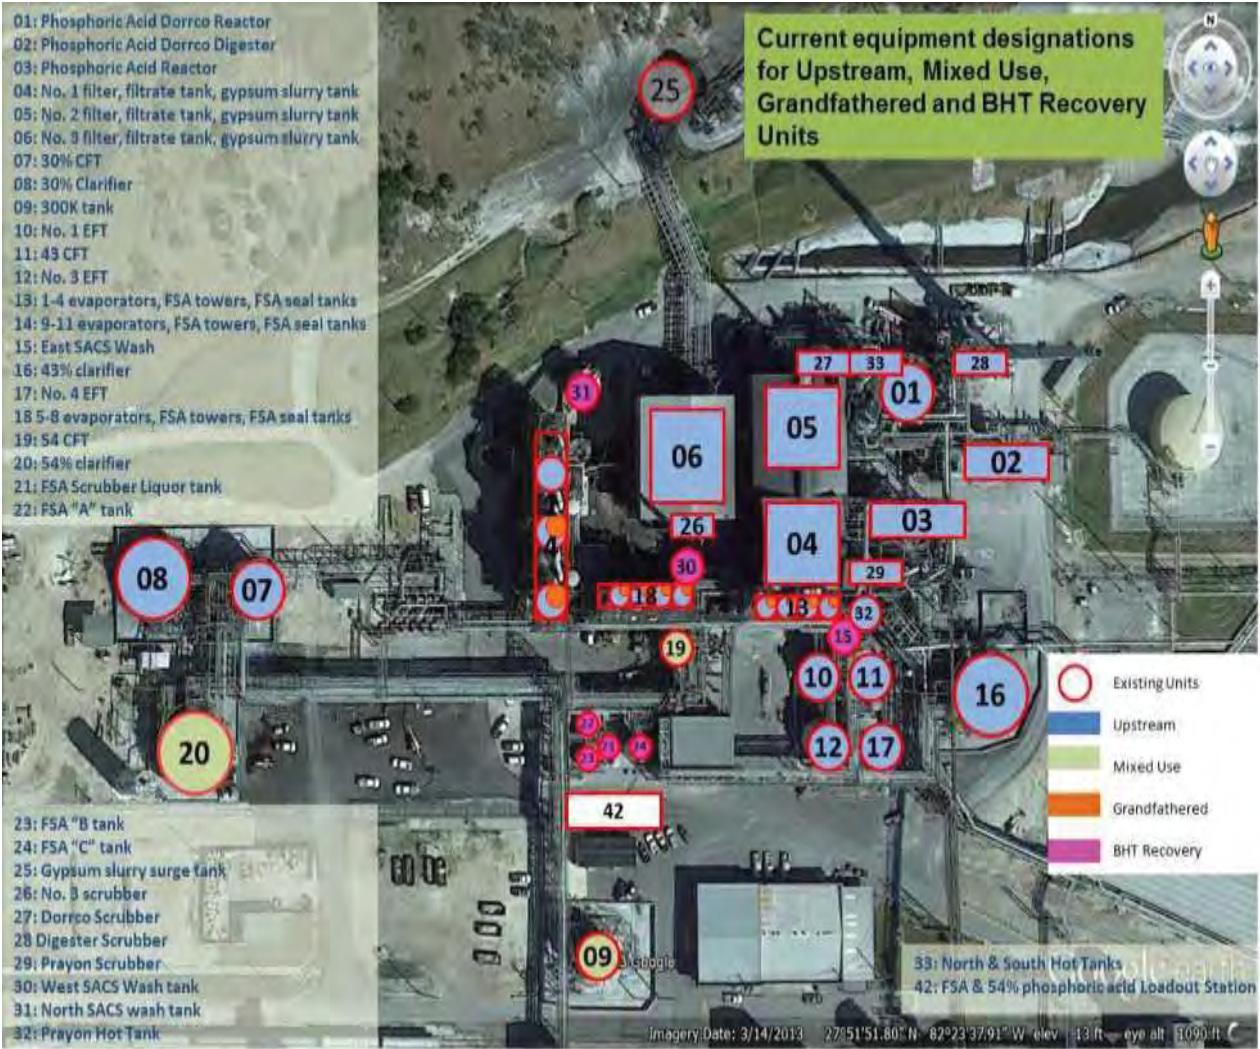 01: Phosphoric Acid Dorrco Reactor
02: Phosphoric Acid Dorrco Digester
03: Phosphoric Acid Reactor
04: No. 1 filter, filtrate tank, gypsum slurry tank
05: No. 2 filter, filtrate tank, gypsum slurry tank
06: No. 3 filter, filtrate tank, gypsum slurry tank
07: 30% CFT
08: 30% Clarifier
09: 300K tank
10: No. 1 EFT
11: 43 CFT
12: No. 3 EFT
13: 1-4 evaporators, FSA towers, FSA seal tanks
14: 9-11 evaporators, FSA towers, FSA seal tanks
15: East SACS Wash
16: 43% clarifier
17: No. 4 EFT
18 5-8 evaporators, FSA towers, FSA seal tanks
19: 54 CFT
20: 54% clarifier
21: FSA Scrubber Liquor tank
22: FSA "A" tank
Current equipment designations
for Upstream, Mixed Use,
Grandfathered and BHT Recovery
Units
N
25
27
33
28
31
01
05
06
02
26
03
04
30
29
08
07
18
13
32
15
19
10
11
16
20
12
17
24
42
09
Existing Units
Upstream
Mixed Use
Grandfathered
BHT Recovery
23: FSA "B tank
24: FSA "C" tank
25: Gypsum slurry surge tank
26: No. 3 scrubber
27: Dorrco Scrubber
28 Digester Scrubber
29: Prayon Scrubber
30: West SACS Wash tank
31: North SACS wash tank
32: Prayon Hot Tank
33: North & South Hot Tanks
42: FSA & 54% phosphoric acid Loadout Station
Google
Imagery Date: 3/14/2013 27°51'51.80" N 82°23'37.91" W elev 13 ft eye alt 1090 ft